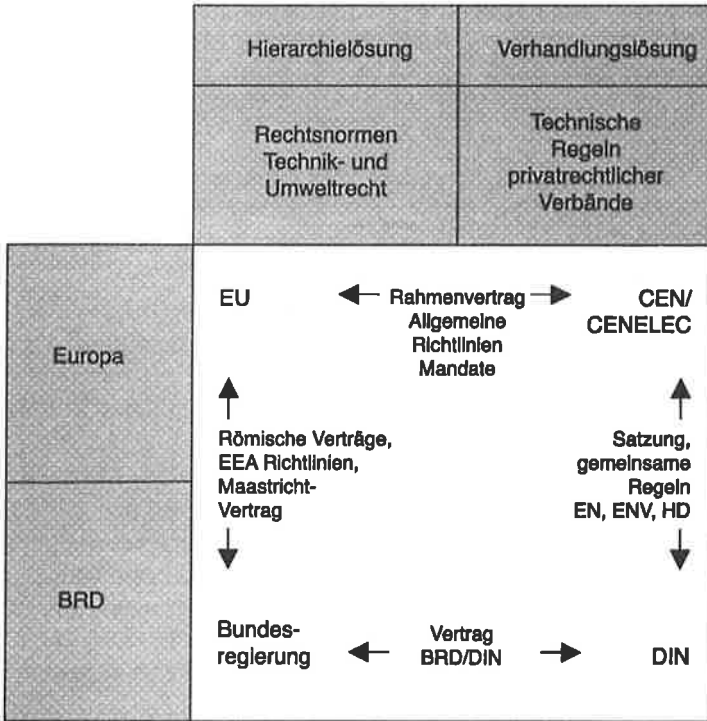 Hierarchielösung
Verhandlungslösung
Rechtsnormen
Technik- und
Umweltrecht
Technische
Regeln
privatrechtlicher
Verbände
Europa
EU
Rahmenvertrag
Allgemeine
Richtlinien
Mandate
CEN/
CENELEC
Römische Verträge,
EEA Richtlinien,
Maastricht-
Vertrag
Satzung,
gemeinsame
Regeln
EN, ENV, HD
BRD
Bundes-
regierung
Vertrag
BRD/DIN
DIN